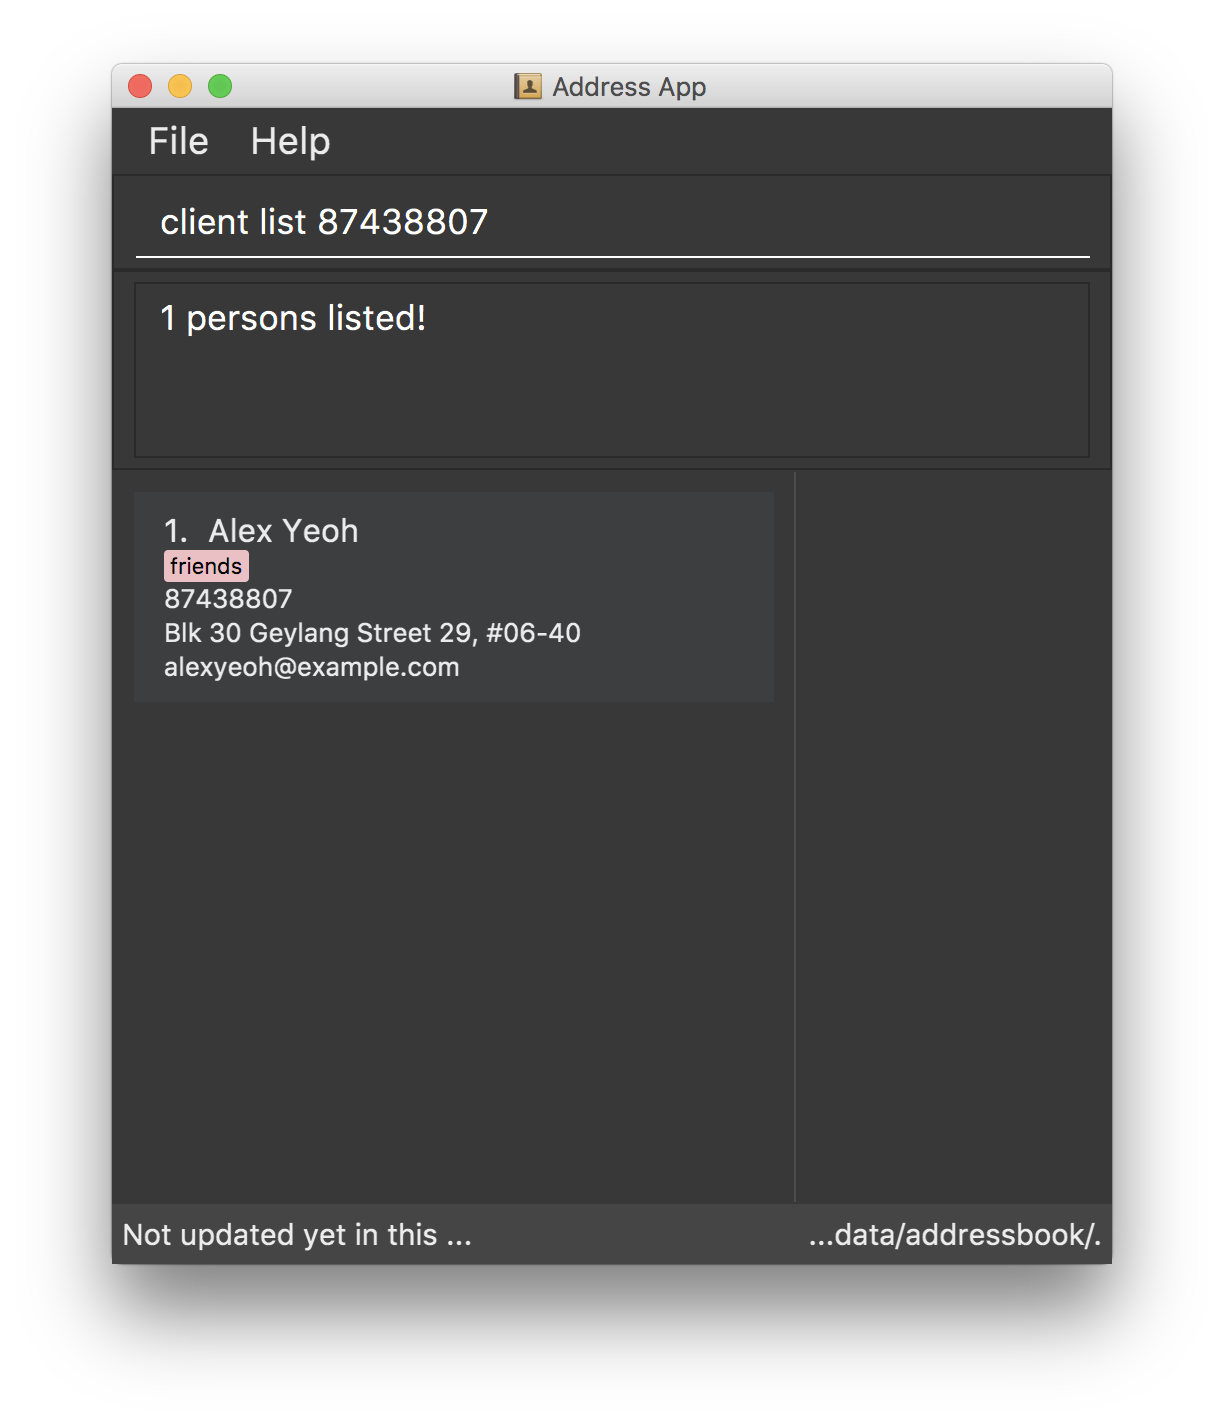 Address App
File Help
client list 87438807
1 persons listed!
1. Alex Yeoh
friends
87438807
Blk 30 Geylang Street 29, #06-40
alexyeoh@example.com
Not updated yet in this ... ...data/addressbook/.